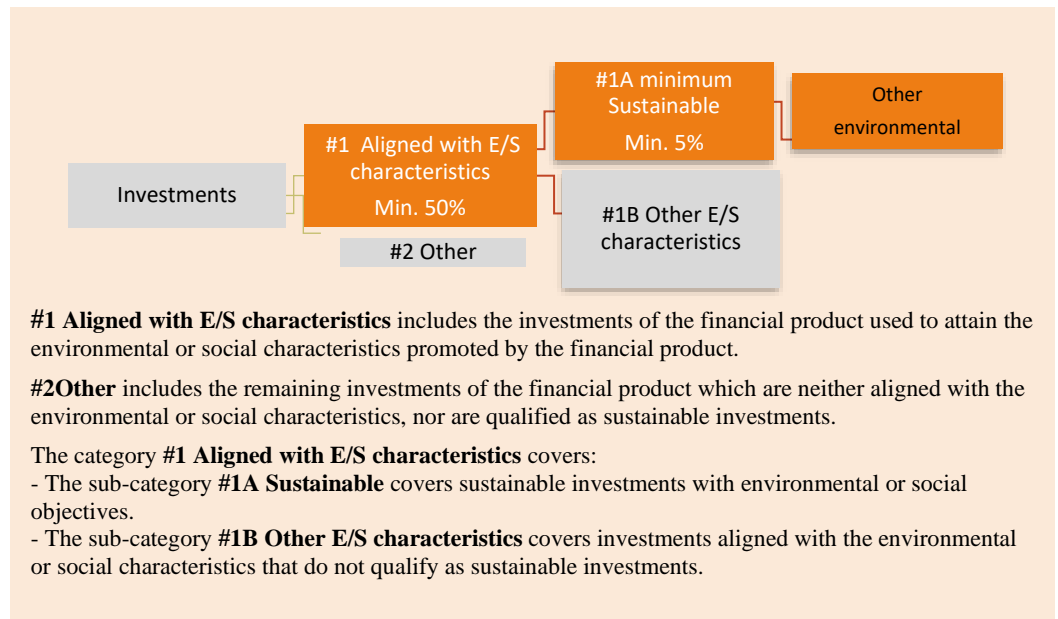 Investments
#1 Aligned with E/S
characteristics
Min. 50%
#2 Other
#1A minimum
Sustainable
Min. 5%
#1B Other E/S
characteristics
Other
environmental
#1 Aligned with E/S characteristics includes the investments of the financial product used to attain the
environmental or social characteristics promoted by the financial product.
#2Other includes the remaining investments of the financial product which are neither aligned with the
environmental or social characteristics, nor are qualified as sustainable investments.
The category #1 Aligned with E/S characteristics covers:
- The sub-category #1A Sustainable covers sustainable investments with environmental or social
objectives.
- The sub-category #1B Other E/S characteristics covers investments aligned with the environmental
or social characteristics that do not qualify as sustainable investments.